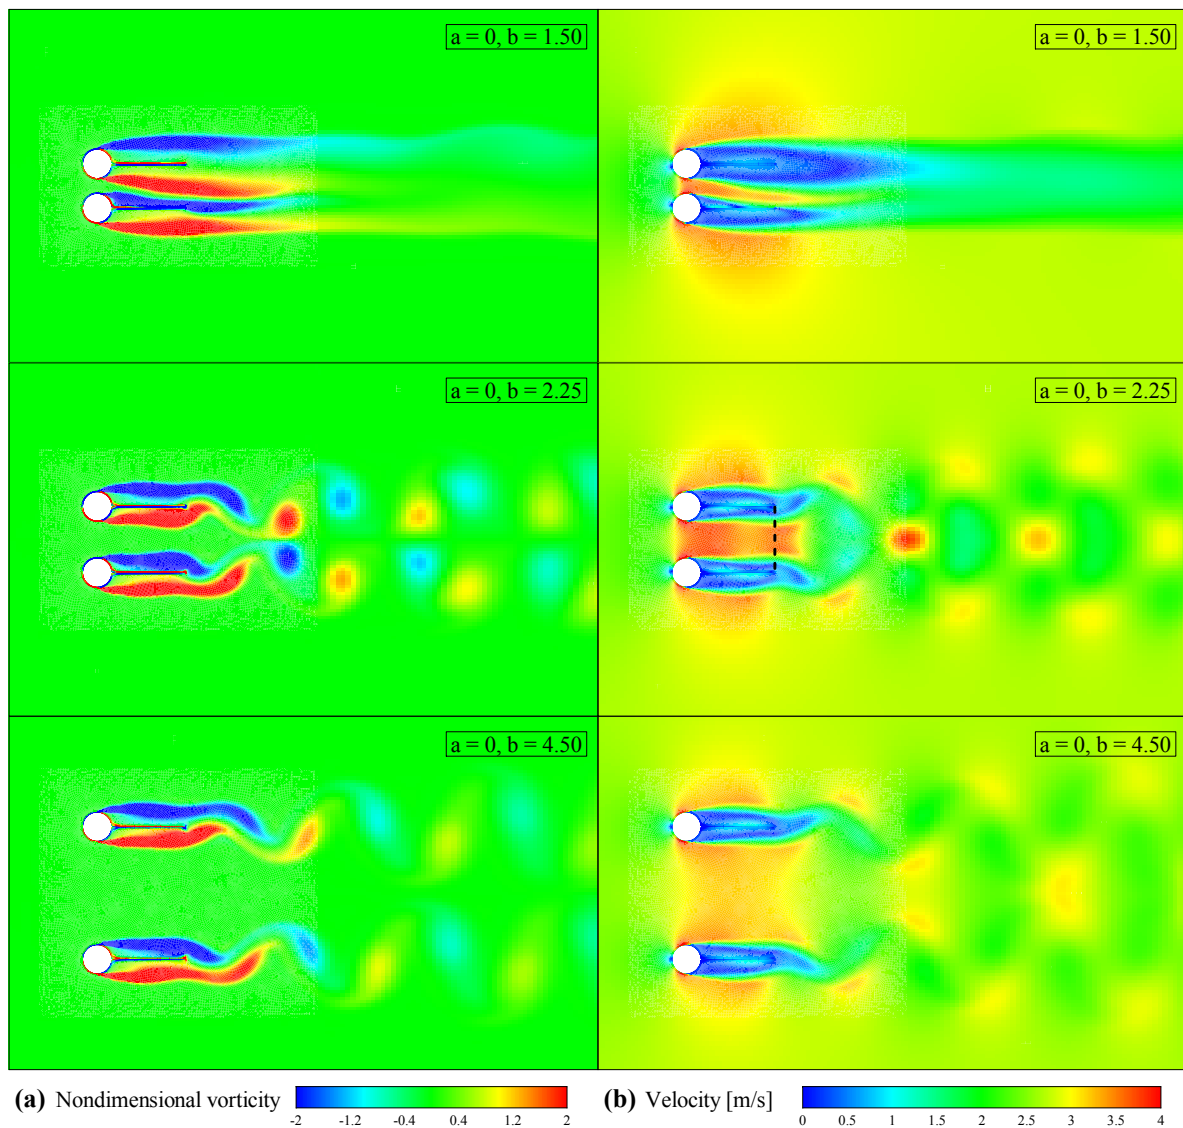 a = 0, b = 1.50
a = 0, b = 1.50
a = 0, b = 2.25
a = 0, b = 2.25
a = 0, b = 4.50
a = 0, b = 4.50
(a) Nondimensional vorticity
-2 -1.2 -0.4 0.4 1.2 2
(b) Velocity [m/s]
0 0.5 1 1.5 2 2.5 3 3.5 4